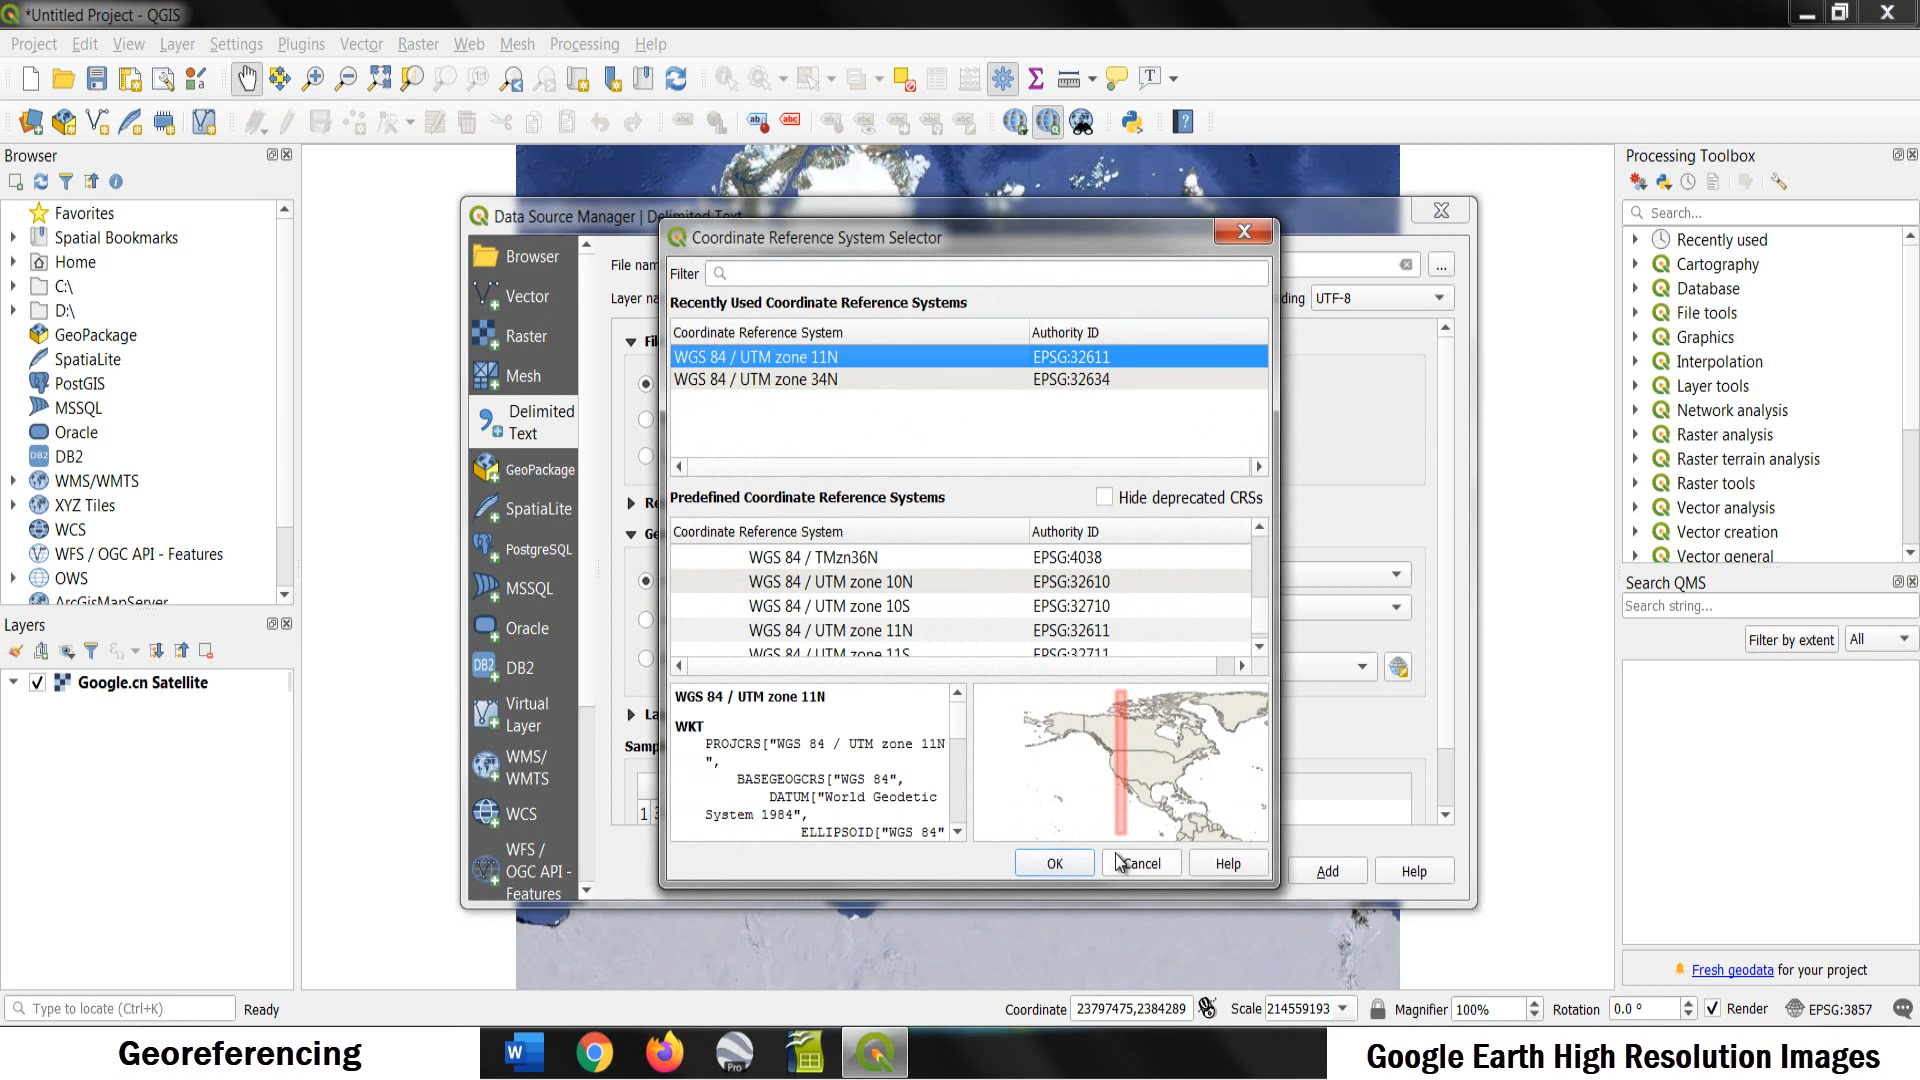 *Untitled Project - QGIS
Project Edit View Layer Settings Plugins Vector Raster Web Mesh Processing Help
Browser
Favorites
Spatial Bookmarks
Home
C:\
D:\
GeoPackage
SpatiaLite
PostGIS
MSSQL
Oracle
DB2
WMS/WMTS
XYZ Tiles
WCS
WFS / OGC API - Features
OWS
ArcGisMapServer
Layers
Google.cn Satellite
Data Source Manager | Delimited Text
Browser
Vector
Raster
Mesh
Delimited
Text
GeoPackage
SpatiaLite
PostgreSQL
MSSQL
Oracle
DB2
Virtual
Layer
WMS/
WMTS
WCS
WFS /
OGC API -
Features
UTF-8
1
Add Help
Coordinate Reference System Selector
Filter
Recently Used Coordinate Reference Systems
Coordinate Reference System Authority ID
WGS 84 / UTM zone 11N EPSG:32611
WGS 84 / UTM zone 34N EPSG:32634
Predefined Coordinate Reference Systems Hide deprecated CRSs
Coordinate Reference System Authority ID
WGS 84 / TMzn36N EPSG:4038
WGS 84 / UTM zone 10N EPSG:32610
WGS 84 / UTM zone 10S EPSG:32710
WGS 84 / UTM zone 11N EPSG:32611
WGS 84 / UTM zone 11S EPSG:32711
WGS 84 / UTM zone 11N
WKT
PROJCRS["WGS 84 / UTM zone 11N
",
BASEGEOGCRS["WGS 84",
DATUM["World Geodetic
System 1984",
ELLIPSOID["WGS 84"
OK Cancel Help
Processing Toolbox
Search...
Recently used
Cartography
Database
File tools
Graphics
Interpolation
Layer tools
Network analysis
Raster analysis
Raster terrain analysis
Raster tools
Vector analysis
Vector creation
Vector general
Search QMS
Search string...
Filter by extent All
Fresh geodata for your project
Type to locate (Ctrl+K) Ready Coordinate 23797475,2384289 Scale 214559193 Magnifier 100% Rotation 0.0 ° Render EPSG:3857
Georeferencing
Pro
Google Earth High Resolution Images